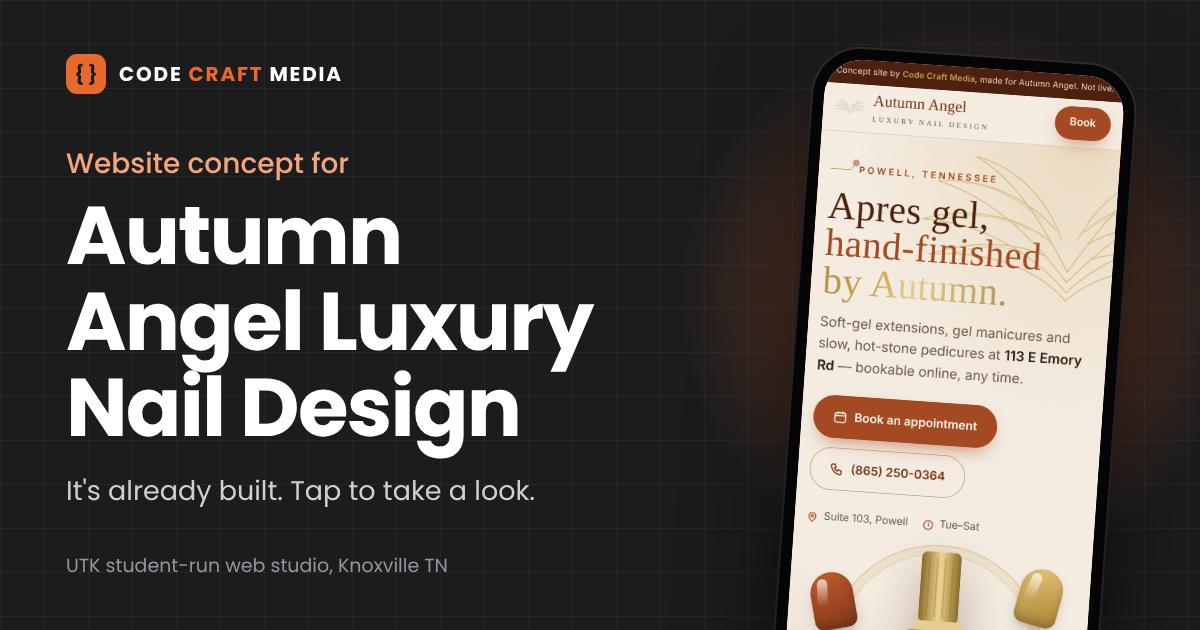 { } CODE CRAFT MEDIA
Website concept for
Autumn
Angel Luxury
Nail Design
It's already built. Tap to take a look.
UTK student-run web studio, Knoxville TN
Concept site by Code Craft Media, made for Autumn Angel. Not live.
Autumn Angel
LUXURY NAIL DESIGN
Book
POWELL, TENNESSEE
Apres gel,
hand-finished
by Autumn.
Soft-gel extensions, gel manicures and
slow, hot-stone pedicures at 113 E Emory
Rd — bookable online, any time.
Book an appointment
(865) 250-0364
Suite 103, Powell Tue–Sat